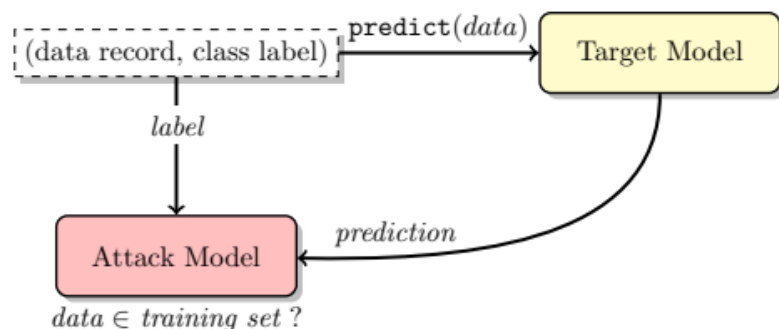 (data record, class label)
predict(data)
Target Model
label
prediction
Attack Model
data ∈ training set ?